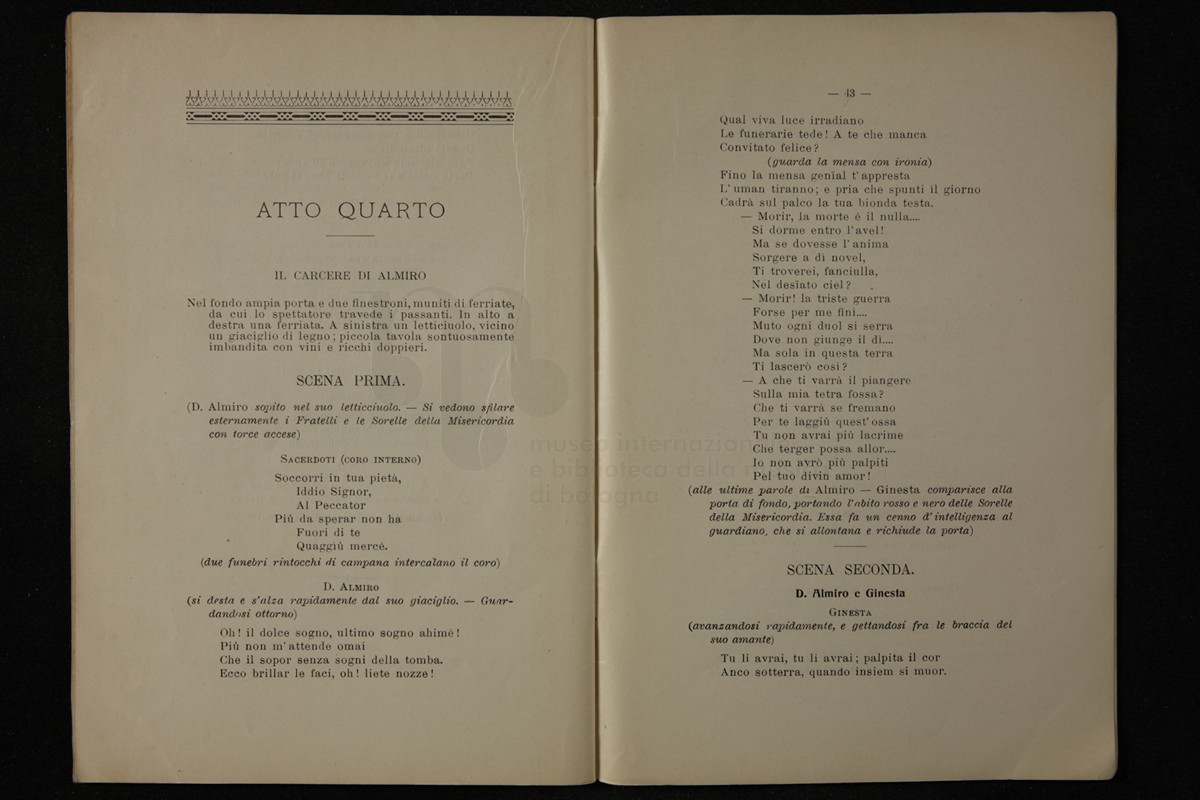 ATTO QUARTO
IL CARCERE DI ALMIRO
Nel fondo ampia porta e due finestroni, muniti di ferriate,
da cui lo spettatore travede i passanti. In alto a
destra una ferriata. A sinistra un letticiuolo, vicino
un giaciglio di legno; piccola tavola sontuosamente
imbandita con vini e ricchi doppieri.
SCENA PRIMA.
(D. Almiro sopito nel suo letticciuolo. — Si vedono sfilare
esternamente i Fratelli e le Sorelle della Misericordia
con torce accese)
SACERDOTI (CORO INTERNO)
Soccorri in tua pietà,
Iddio Signor,
Al Peccator
Più da sperar non ha
Fuori di te
Quaggiù mercé.
(due funebri rintocchi di campana intercalano il coro)
D. ALMIRO
(si desta e s'alza rapidamente dal suo giaciglio. — Guar-
dandosi ottorno)
Oh! il dolce sogno, ultimo sogno ahimé!
Più non m'attende omai
Che il sopor senza sogni della tomba.
Ecco brillar le faci, oh! liete nozze!
— 43 —
Qual viva luce irradiano
Le funerarie tede! A te che manca
Convitato felice?
(guarda la mensa con ironia)
Fino la mensa genïal t'appresta
L'uman tiranno; e pria che spunti il giorno
Cadrà sul palco la tua bionda testa.
— Morir, la morte é il nulla....
Si dorme entro l'avel!
Ma se dovesse l'anima
Sorgere a dì novel,
Ti troverei, fanciulla,
Nel desïato ciel?
— Morir! la triste guerra
Forse per me fini....
Muto ogni duol si serra
Dove non giunge il dì....
Ma sola in questa terra
Ti lascerò così?
— A che ti varrà il piangere
Sulla mia tetra fossa?
Che ti varrà se fremano
Per te laggiù quest'ossa
Tu non avrai più lacrime
Che terger possa allor....
Io non avrò più palpiti
Pel tuo divin amor!
(alle ultime parole di Almiro — Ginesta comparisce alla
porta di fondo, portando l'abito rosso e nero delle Sorelle
della Misericordia. Essa fa un cenno d'intelligenza al
guardiano, che si allontana e richiude la porta)
SCENA SECONDA.
D. Almiro e Ginesta
GINESTA
(avanzandosi rapidamente, e gettandosi fra le braccia del
suo amante)
Tu li avrai, tu li avrai; palpita il cor
Anco sotterra, quando insiem si muor.
museo internazion
e biblioteca della
di bologna